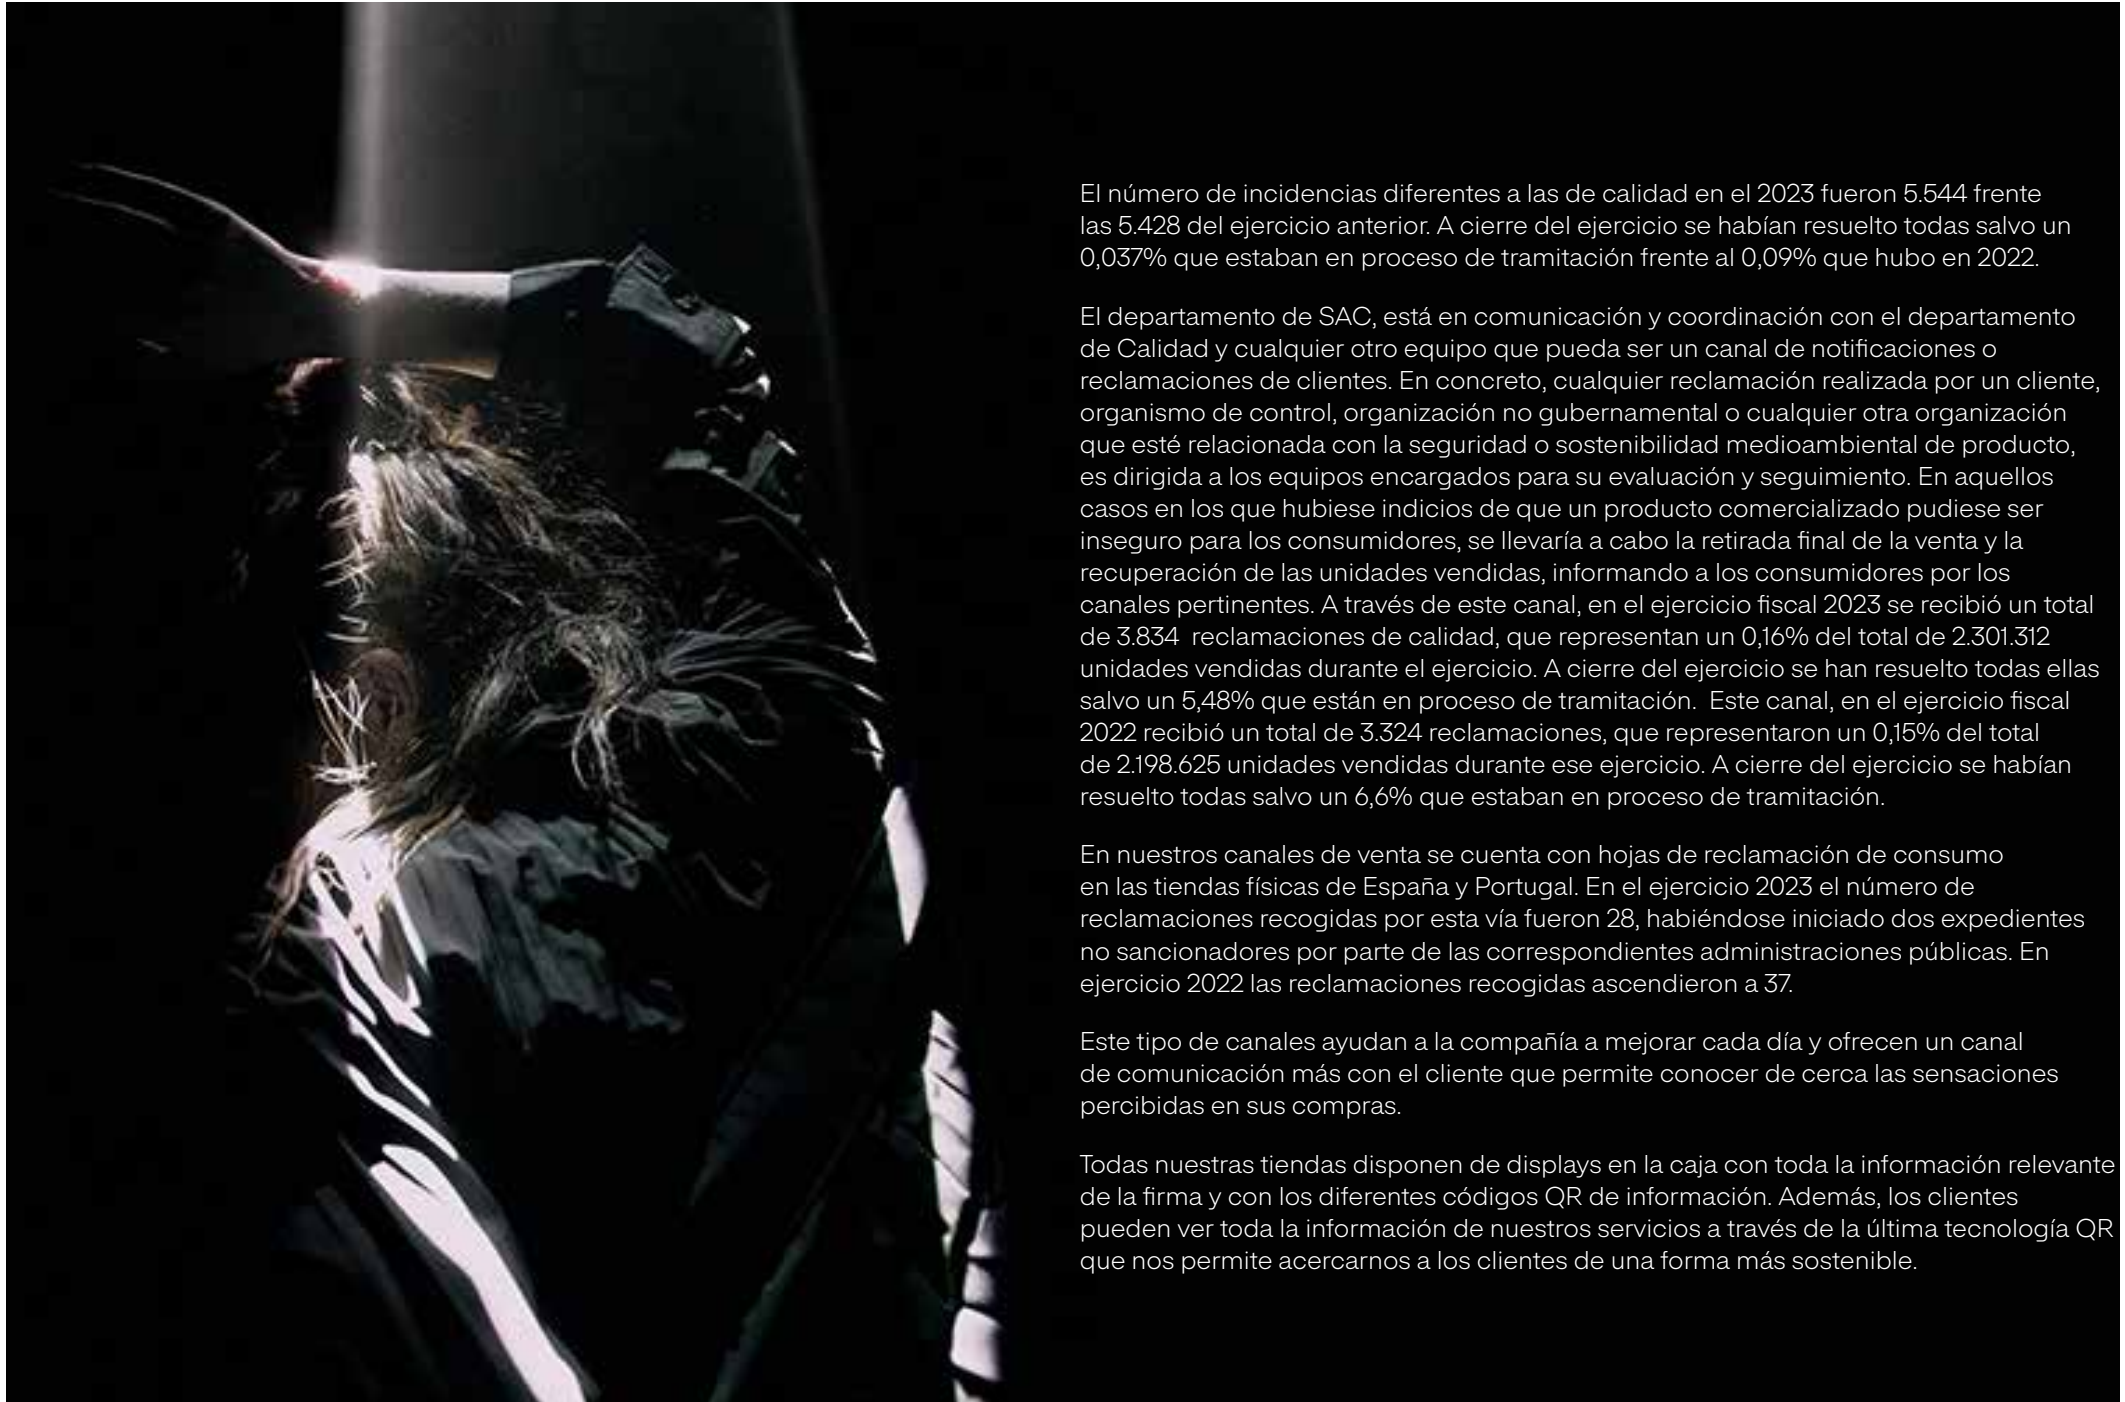 El número de incidencias diferentes a las de calidad en el 2023 fueron 5.544 frente
las 5.428 del ejercicio anterior. A cierre del ejercicio se habían resuelto todas salvo un
0,037% que estaban en proceso de tramitación frente al 0,09% que hubo en 2022.
El departamento de SAC, está en comunicación y coordinación con el departamento
de Calidad y cualquier otro equipo que pueda ser un canal de notificaciones o
reclamaciones de clientes. En concreto, cualquier reclamación realizada por un cliente,
organismo de control, organización no gubernamental o cualquier otra organización
que esté relacionada con la seguridad o sostenibilidad medioambiental de producto,
es dirigida a los equipos encargados para su evaluación y seguimiento. En aquellos
casos en los que hubiese indicios de que un producto comercializado pudiese ser
inseguro para los consumidores, se llevaría a cabo la retirada final de la venta y la
recuperación de las unidades vendidas, informando a los consumidores por los
canales pertinentes. A través de este canal, en el ejercicio fiscal 2023 se recibió un total
de 3.834  reclamaciones de calidad, que representan un 0,16% del total de 2.301.312
unidades vendidas durante el ejercicio. A cierre del ejercicio se han resuelto todas ellas
salvo un 5,48% que están en proceso de tramitación.  Este canal, en el ejercicio fiscal
2022 recibió un total de 3.324 reclamaciones, que representaron un 0,15% del total
de 2.198.625 unidades vendidas durante ese ejercicio. A cierre del ejercicio se habían
resuelto todas salvo un 6,6% que estaban en proceso de tramitación.
En nuestros canales de venta se cuenta con hojas de reclamación de consumo
en las tiendas físicas de España y Portugal. En el ejercicio 2023 el número de
reclamaciones recogidas por esta vía fueron 28, habiéndose iniciado dos expedientes
no sancionadores por parte de las correspondientes administraciones públicas. En
ejercicio 2022 las reclamaciones recogidas ascendieron a 37.
Este tipo de canales ayudan a la compañía a mejorar cada día y ofrecen un canal
de comunicación más con el cliente que permite conocer de cerca las sensaciones
percibidas en sus compras.
Todas nuestras tiendas disponen de displays en la caja con toda la información relevante
de la firma y con los diferentes códigos QR de información. Además, los clientes
pueden ver toda la información de nuestros servicios a través de la última tecnología QR
que nos permite acercarnos a los clientes de una forma más sostenible.